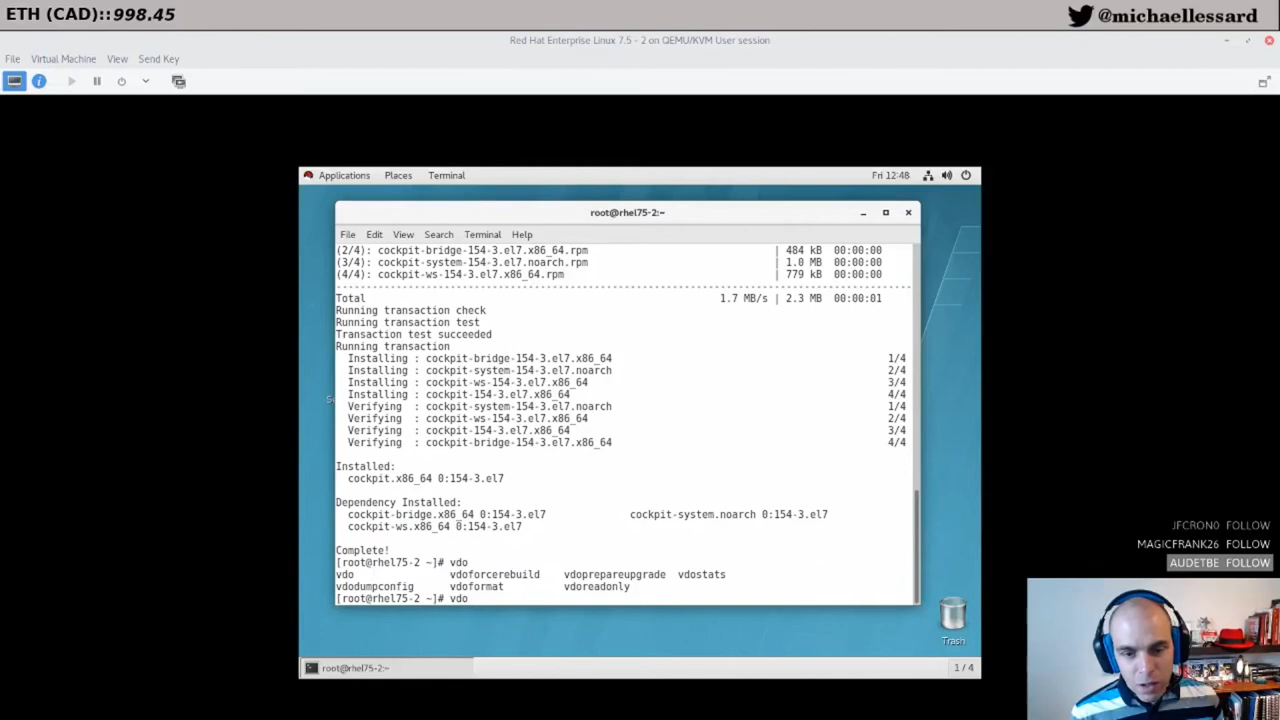 ETH (CAD)::998.45
@michaellessard
Red Hat Enterprise Linux 7.5 - 2 on QEMU/KVM User session
File Virtual Machine View Send Key
Applications Places Terminal Fri 12:48
root@rhel75-2:~
File Edit View Search Terminal Help
(2/4): cockpit-bridge-154-3.el7.x86_64.rpm | 484 kB 00:00:00
(3/4): cockpit-system-154-3.el7.noarch.rpm | 1.0 MB 00:00:00
(4/4): cockpit-ws-154-3.el7.x86_64.rpm | 779 kB 00:00:00
--------------------------------------------------------------------------------
Total 1.7 MB/s | 2.3 MB 00:00:01
Running transaction check
Running transaction test
Transaction test succeeded
Running transaction
Installing : cockpit-bridge-154-3.el7.x86_64 1/4
Installing : cockpit-system-154-3.el7.noarch 2/4
Installing : cockpit-ws-154-3.el7.x86_64 3/4
Installing : cockpit-154-3.el7.x86_64 4/4
Verifying : cockpit-system-154-3.el7.noarch 1/4
Verifying : cockpit-ws-154-3.el7.x86_64 2/4
Verifying : cockpit-154-3.el7.x86_64 3/4
Verifying : cockpit-bridge-154-3.el7.x86_64 4/4
Installed:
cockpit.x86_64 0:154-3.el7
Dependency Installed:
cockpit-bridge.x86_64 0:154-3.el7 cockpit-system.noarch 0:154-3.el7
cockpit-ws.x86_64 0:154-3.el7
Complete!
[root@rhel75-2 ~]# vdo
vdo vdoforcerebuild vdoprepareupgrade vdostats
vdodumpconfig vdoformat vdoreadonly
[root@rhel75-2 ~]# vdo
Trash
root@rhel75-2:~ 1 / 4
JFCRON0 FOLLOW
MAGICFRANK26 FOLLOW
AUDETBE FOLLOW